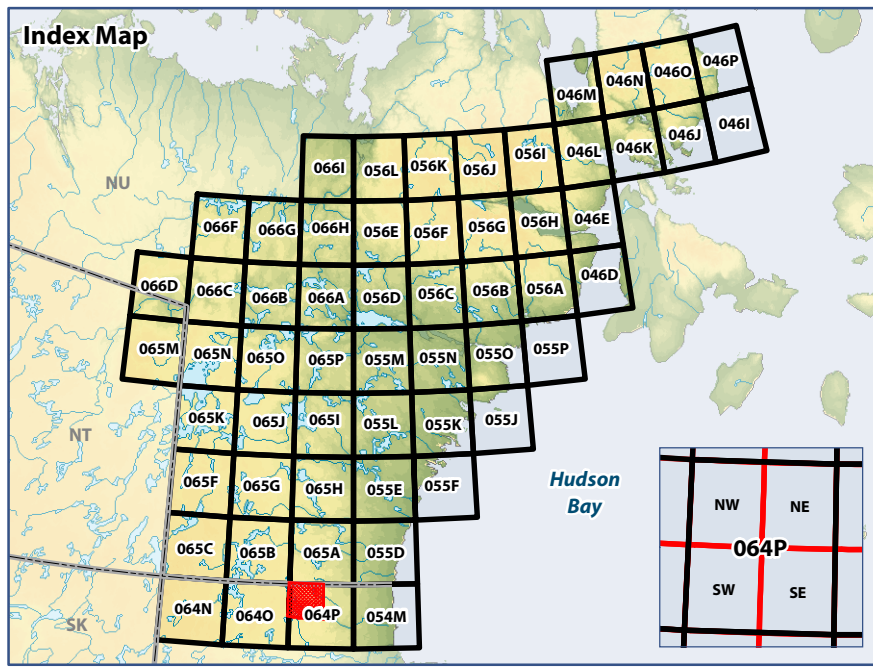 Index Map
046M 046N 046O 046P
066I 056L 056K 056J 056I 046L 046K 046J 046I
NU
066F 066G 066H 056E 056F 056G 056H 046E
066D 066C 066B 066A 056D 056C 056B 056A 046D
065M 065N 065O 065P 055M 055N 055O 055P
NT
065K 065J 065I 055L 055K 055J
065F 065G 065H 055E 055F
065C 065B 065A 055D
SK
064N 064O 064P 054M
Hudson
Bay
NW NE
064P
SW SE